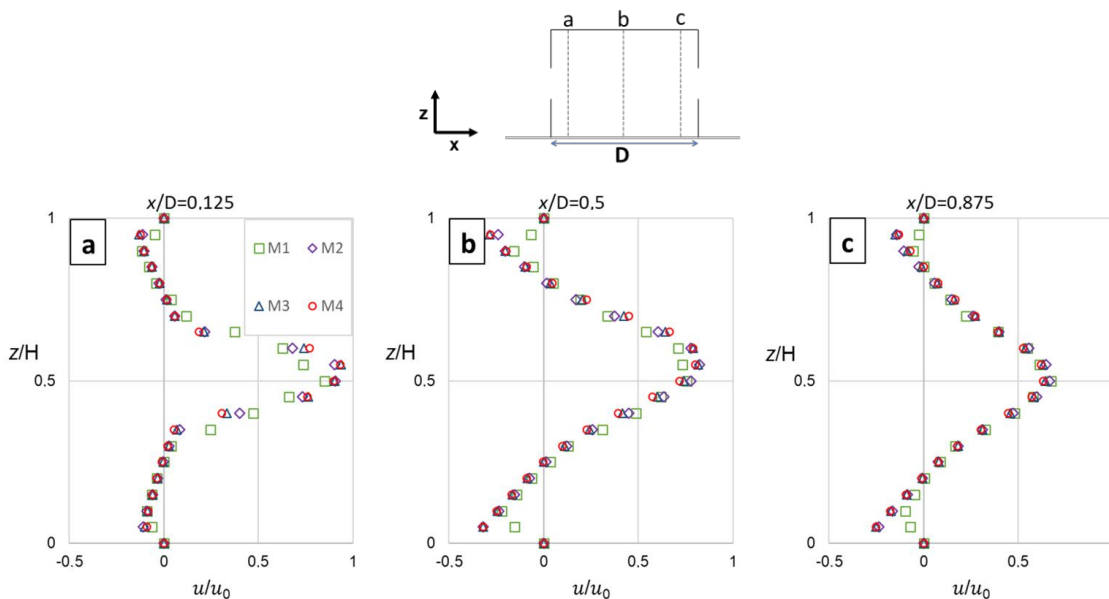 a b c
z
x
D
x/D=0,125
a
M1 M2
M3 M4
1
z/H
0.5
0
-0.5 0 0.5 1
u/u₀
x/D=0,5
b
1
z/H
0.5
0
-0.5 0 0.5 1
u/u₀
x/D=0,875
c
1
z/H
0.5
0
-0.5 0 0.5
u/u₀